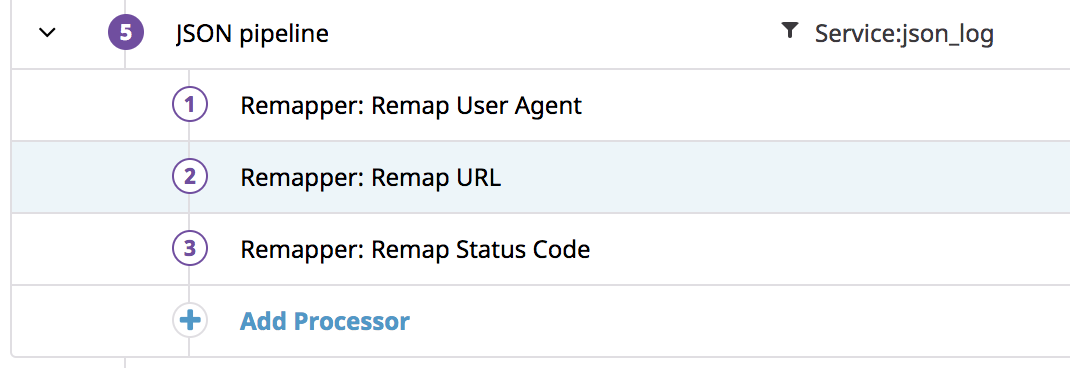 5 JSON pipeline Service:json_log
1 Remapper: Remap User Agent
2 Remapper: Remap URL
3 Remapper: Remap Status Code
Add Processor